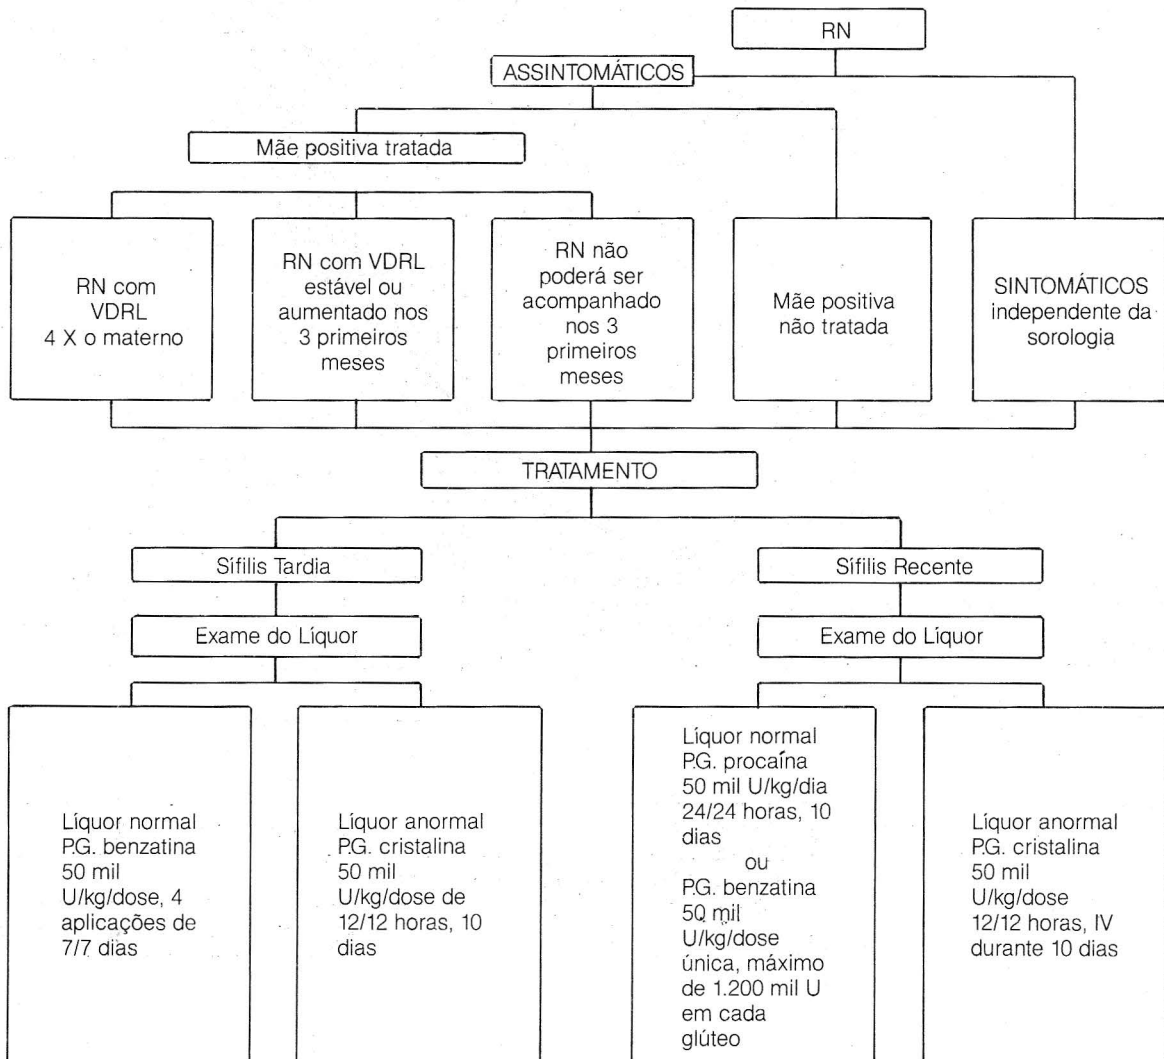 RN
ASSINTOMÁTICOS
Mãe positiva tratada
RN com
VDRL
4 X o materno
RN com VDRL
estável ou
aumentado nos
3 primeiros
meses
RN não
poderá ser
acompanhado
nos 3
primeiros
meses
Mãe positiva
não tratada
SINTOMÁTICOS
independente da
sorologia
TRATAMENTO
Sífilis Tardia
Sífilis Recente
Exame do Líquor
Exame do Líquor
Líquor normal
P.G. benzatina
50 mil
U/kg/dose, 4
aplicações de
7/7 dias
Líquor anormal
P.G. cristalina
50 mil
U/kg/dose de
12/12 horas, 10
dias
Líquor normal
P.G. procaína
50 mil U/kg/dia
24/24 horas, 10
dias
ou
P.G. benzatina
50 mil
U/kg/dose
única, máximo
de 1.200 mil U
em cada
glúteo
Líquor anormal
P.G. cristalina
50 mil
U/kg/dose
12/12 horas, IV
durante 10 dias